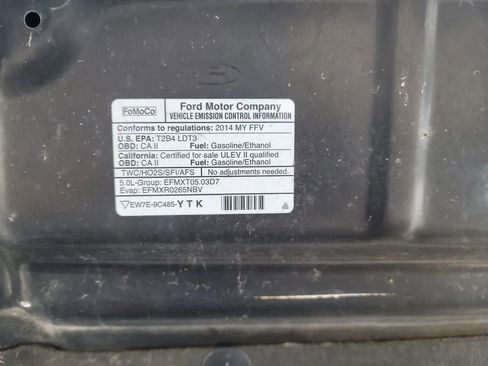 FoMoCo
Ford Motor Company
VEHICLE EMISSION CONTROL INFORMATION
Conforms to regulations: 2014 MY FFV
U.S. EPA: T2B4 LDT3
OBD: CA II Fuel: Gasoline/Ethanol
California: Certified for sale ULEV II qualified
OBD: CA II Fuel: Gasoline/Ethanol
TWC/HO2S/SFI/AFS No adjustments needed.
5.0L-Group: EFMXT05.03D7
Evap: EFMXR0265NBV
EW7E-9C485-YTK